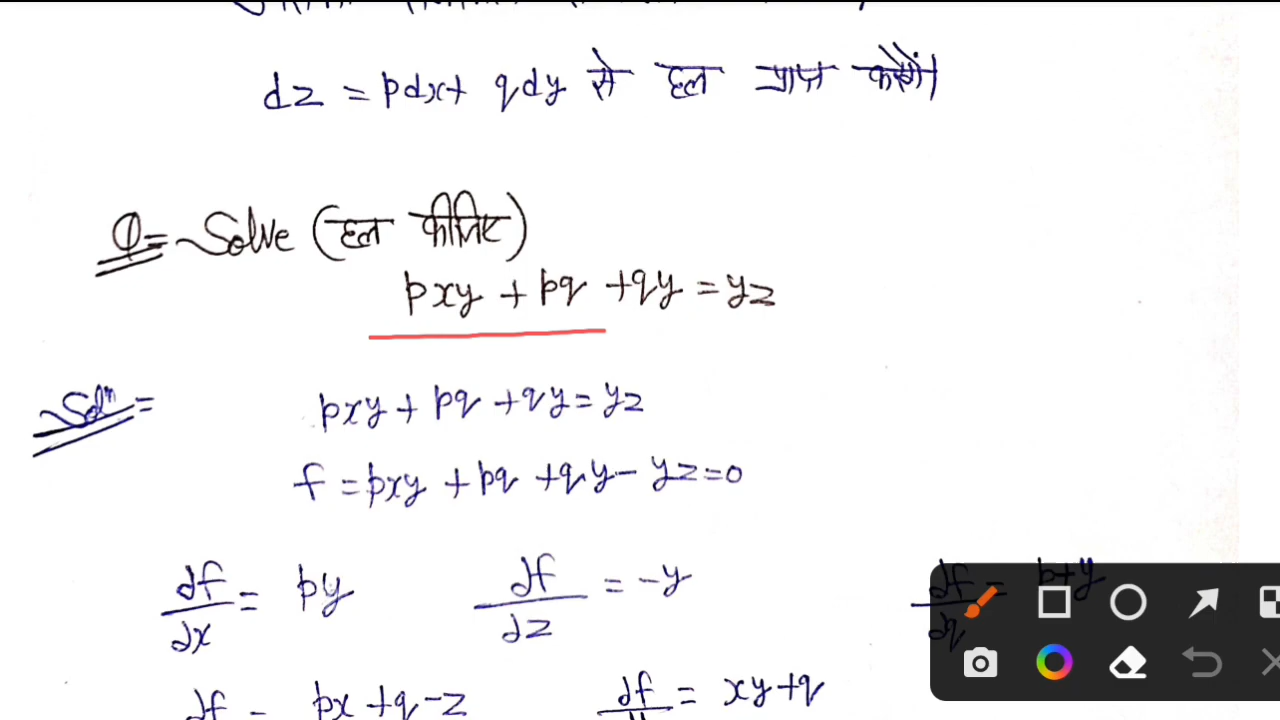 dz = pdx + qdy से हल प्राप्त करेंगे।
Q= Solve (हल कीजिए)
pxy + pq + qy = yz
Solⁿ= pxy + pq + qy = yz
f = pxy + pq + qy - yz = 0
∂f/∂x = py ∂f/∂z = -y ∂f/∂q = p+y
px + q - z = xy + q